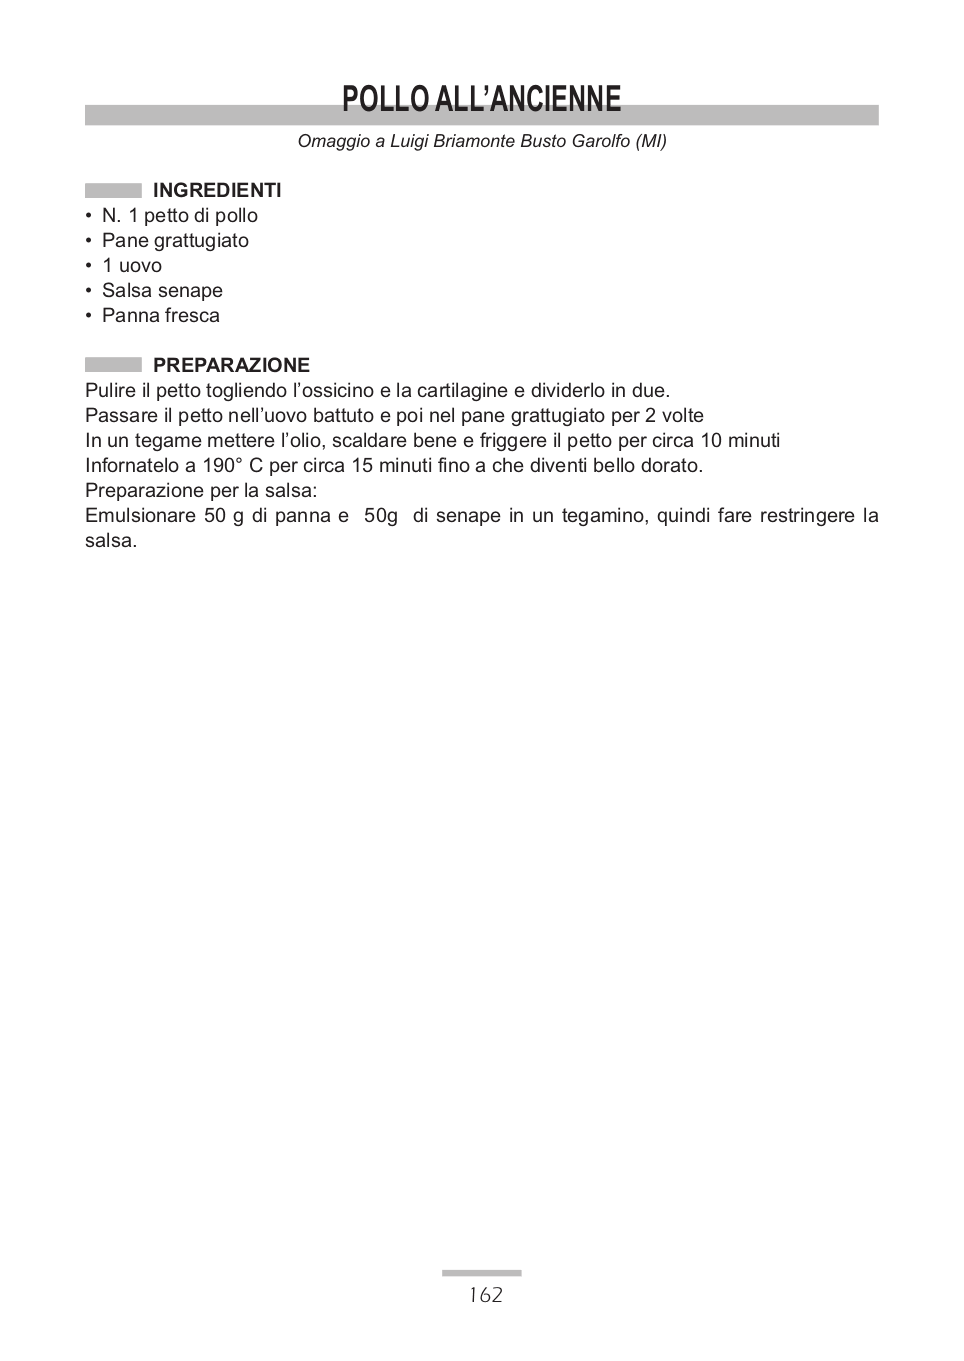 POLLO ALL’ANCIENNE
Omaggio a Luigi Briamonte Busto Garolfo (MI)
INGREDIENTI
• N. 1 petto di pollo
• Pane grattugiato
• 1 uovo
• Salsa senape
• Panna fresca
PREPARAZIONE
Pulire il petto togliendo l’ossicino e la cartilagine e dividerlo in due.
Passare il petto nell’uovo battuto e poi nel pane grattugiato per 2 volte
In un tegame mettere l’olio, scaldare bene e friggere il petto per circa 10 minuti
Infornatelo a 190° C per circa 15 minuti fino a che diventi bello dorato.
Preparazione per la salsa:
Emulsionare 50 g di panna e  50g  di senape in un tegamino, quindi fare restringere la
salsa.
162